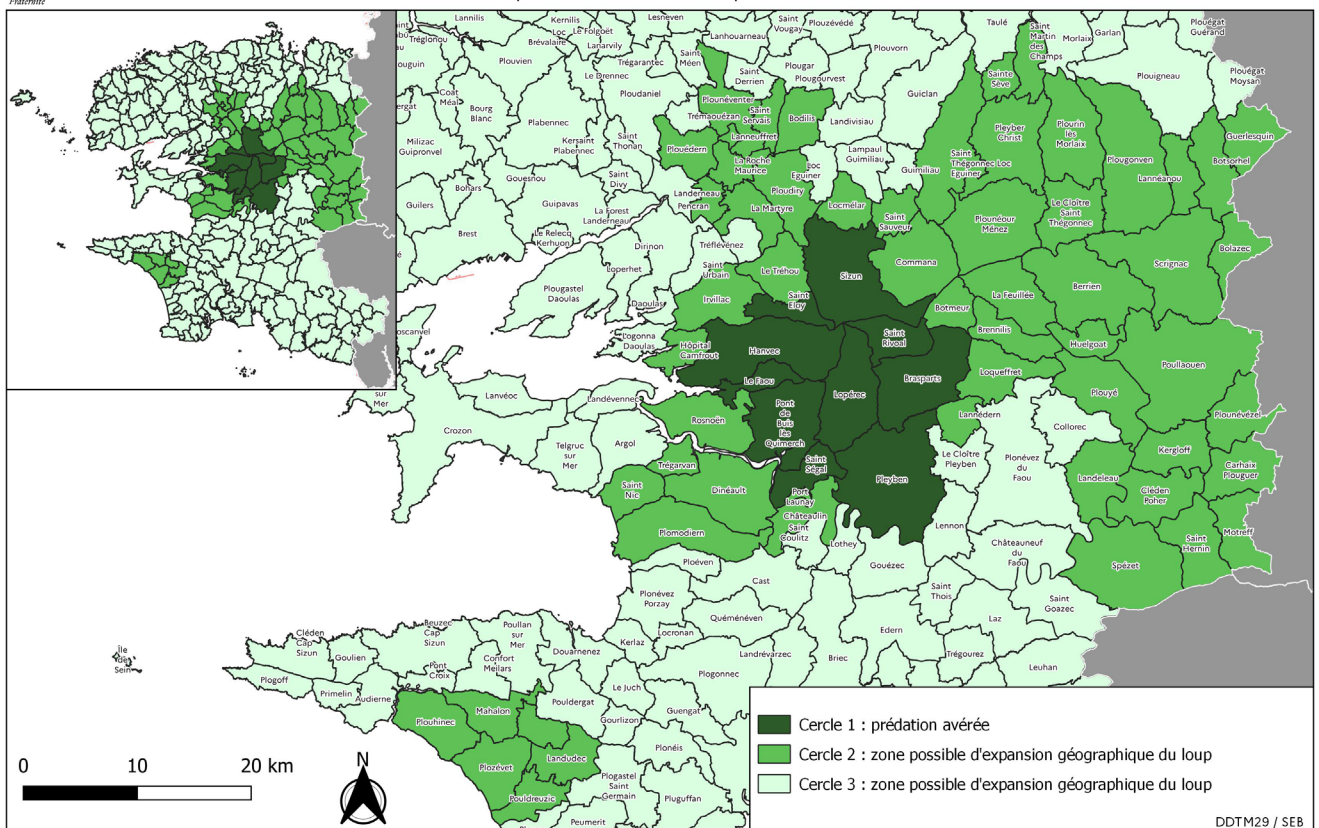 Fraternité
Lannilis
Kernilis
Lesneven
Saint
Vougay
Plouzévédé
Taulé
Saint
Martin
des
Champs
Morlaix
Garlan
Plouégat
Guérand
Tréglonou
Loc
Brévalaire
Le Folgoët
Lanarvily
Lanhouarneau
Plouvorn
Plouvien
Trégarantec
Saint
Méen
Saint
Derrien
Plougar
Plougourvest
Sainte
Sève
Plouigneau
Plouégat
Moysan
Le Drennec
Coat
Méal
Ploudaniel
Guiclan
Bourg
Blanc
Plabennec
Plounéventer
Saint
Servais
Bodilis
Landivisiau
Trémaouézan
Pleyber
Christ
Plourin
lès
Morlaix
Guerlesquin
Milizac
Guipronvel
Kersaint
Plabennec
Saint
Thonan
Lanneuffret
Plouédern
La Roche
Maurice
Loc
Eguiner
Lampaul
Guimiliau
Guimiliau
Saint
Thégonnec Loc
Eguiner
Plougonven
Botsorhel
Lannéanou
Bohars
Gouesnou
Saint
Divy
Landerneau
Pencran
Ploudiry
Guilers
Guipavas
La Forest
Landerneau
La Martyre
Locmélar
Saint
Sauveur
Plounéour
Ménez
Le Cloître
Saint
Thégonnec
Brest
Le Relecq
Kerhuon
Dirinon
Tréflévénez
Bolazec
Loperhet
Saint
Urbain
Le Tréhou
Sizun
Commana
Scrignac
Plougastel
Daoulas
Daoulas
Irvillac
Saint
Eloy
Botmeur
La Feuillée
Berrien
Logonna
Daoulas
Hôpital
Camfrout
Hanvec
Saint
Rivoal
Brennilis
Huelgoat
oscanvel
Le Faou
Lopérec
Brasparts
Loqueffret
Poullaouen
sur
Mer
Lanvéoc
Landévennec
Plouyé
Crozon
Rosnoën
Pont
de
Buis
lès
Quimerch
Lannédern
Collorec
Plounévézel
Telgruc
sur
Mer
Argol
Le Cloître
Pleyben
Plonévez
du
Faou
Kergloff
Trégarvan
Saint
Ségal
Pleyben
Landeleau
Carhaix
Plouguer
Saint
Nic
Dinéault
Port
Launay
Cléden
Poher
Châteaulin
Saint
Coulitz
Lennon
Motreff
Plomodiern
Lothey
Châteauneuf
du
Faou
Saint
Hernin
Ploéven
Gouézec
Spézet
Cast
Saint
Thois
Plonévez
Porzay
Saint
Goazec
Quéménéven
Laz
Cléden
Cap
Sizun
Beuzec
Cap
Sizun
Poullan
sur
Mer
Locronan
Edern
Kerlaz
Goulien
Douarnenez
Landrévarzec
Briec
Trégourez
Île
de
Sein
Pont
Croix
Confort
Meilars
Plogonnec
Leuhan
Plogoff
Primelin
Audierne
Le Juch
Pouldergat
Guengat
Plouhinec
Mahalon
Gourlizon
Plonéis
Landudec
Plozévet
Plogastel
Saint
Germain
Pluguffan
Pouldreuzic
Peumerit
Cercle 1 : prédation avérée
Cercle 2 : zone possible d'expansion géographique du loup
Cercle 3 : zone possible d'expansion géographique du loup
0 10 20 km
N
DDTM29 / SEB